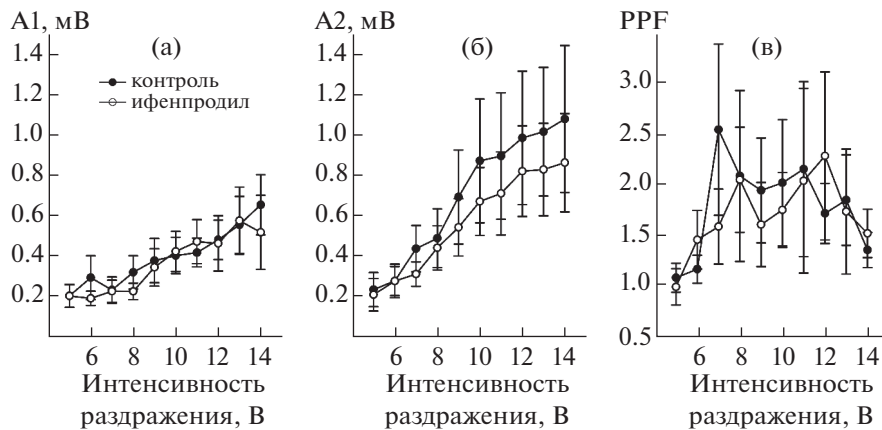 A1, мВ
(а)
1.4
1.2
1.0
0.8
0.6
0.4
0.2
контроль
ифенпродил
6 8 10 12 14
Интенсивность
раздражения, В
A2, мВ
(б)
1.4
1.2
1.0
0.8
0.6
0.4
0.2
6 8 10 12 14
Интенсивность
раздражения, В
PPF
(в)
3.0
2.5
2.0
1.5
1.0
0.5
6 8 10 12 14
Интенсивность
раздражения, В